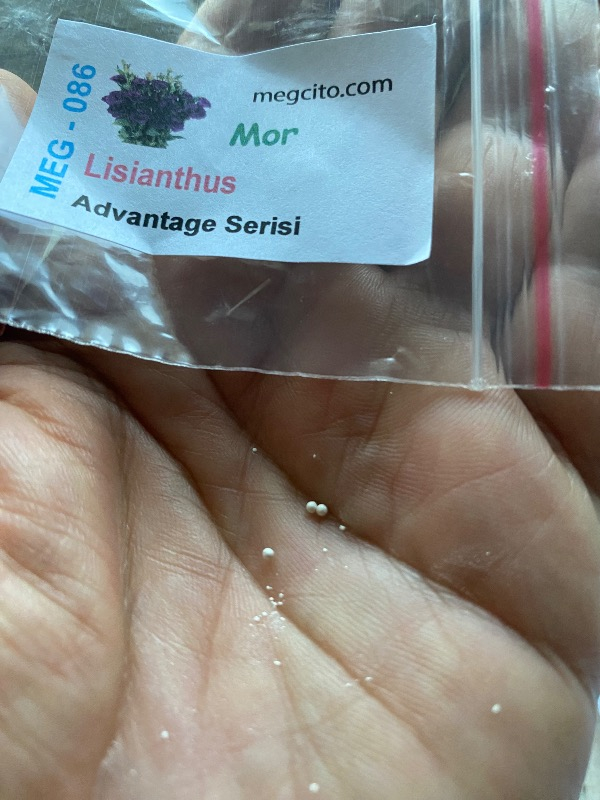 MEG - 086
megcito.com
Mor
Lisianthus
Advantage Serisi